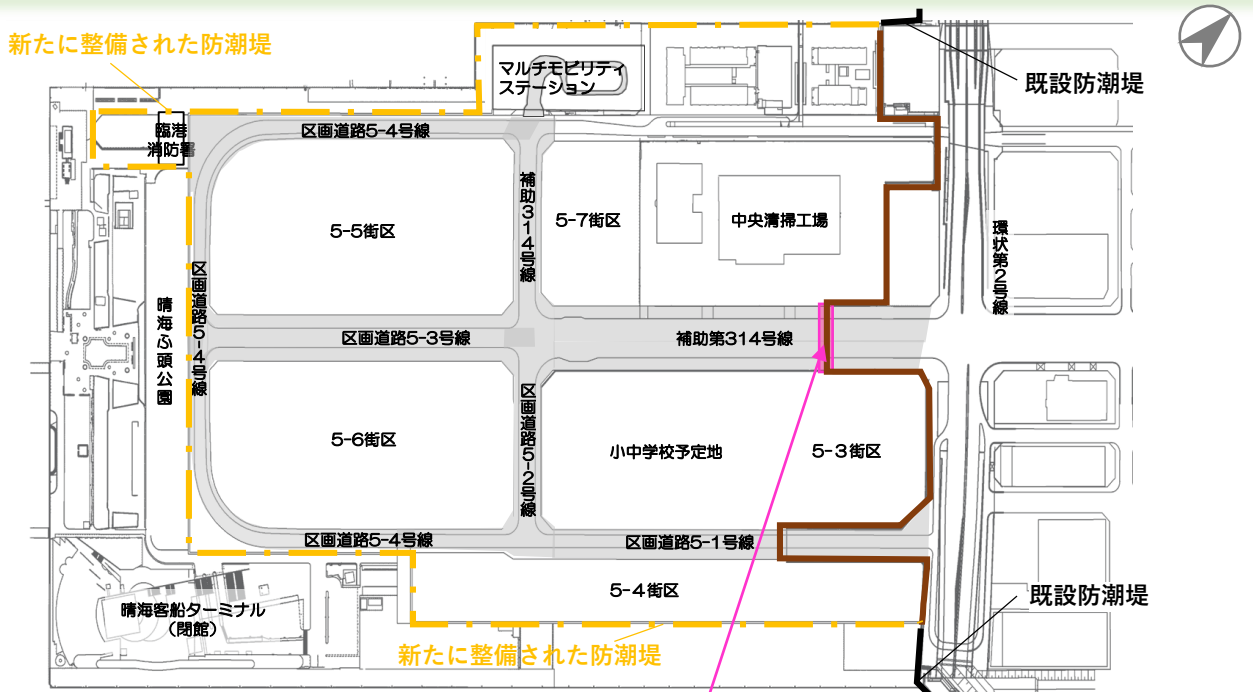 新たに整備された防潮堤
マルチモビリティ
ステーション
既設防潮堤
臨港
消防署
区画道路5-4号線
補助314号線
5-5街区
5-7街区
中央清掃工場
環状第2号線
区画道路5-4号線
晴海ふ頭公園
区画道路5-3号線
補助第314号線
区画道路5-2号線
5-6街区
小中学校予定地
5-3街区
区画道路5-4号線
区画道路5-1号線
5-4街区
既設防潮堤
晴海客船ターミナル
（閉館）
新たに整備された防潮堤